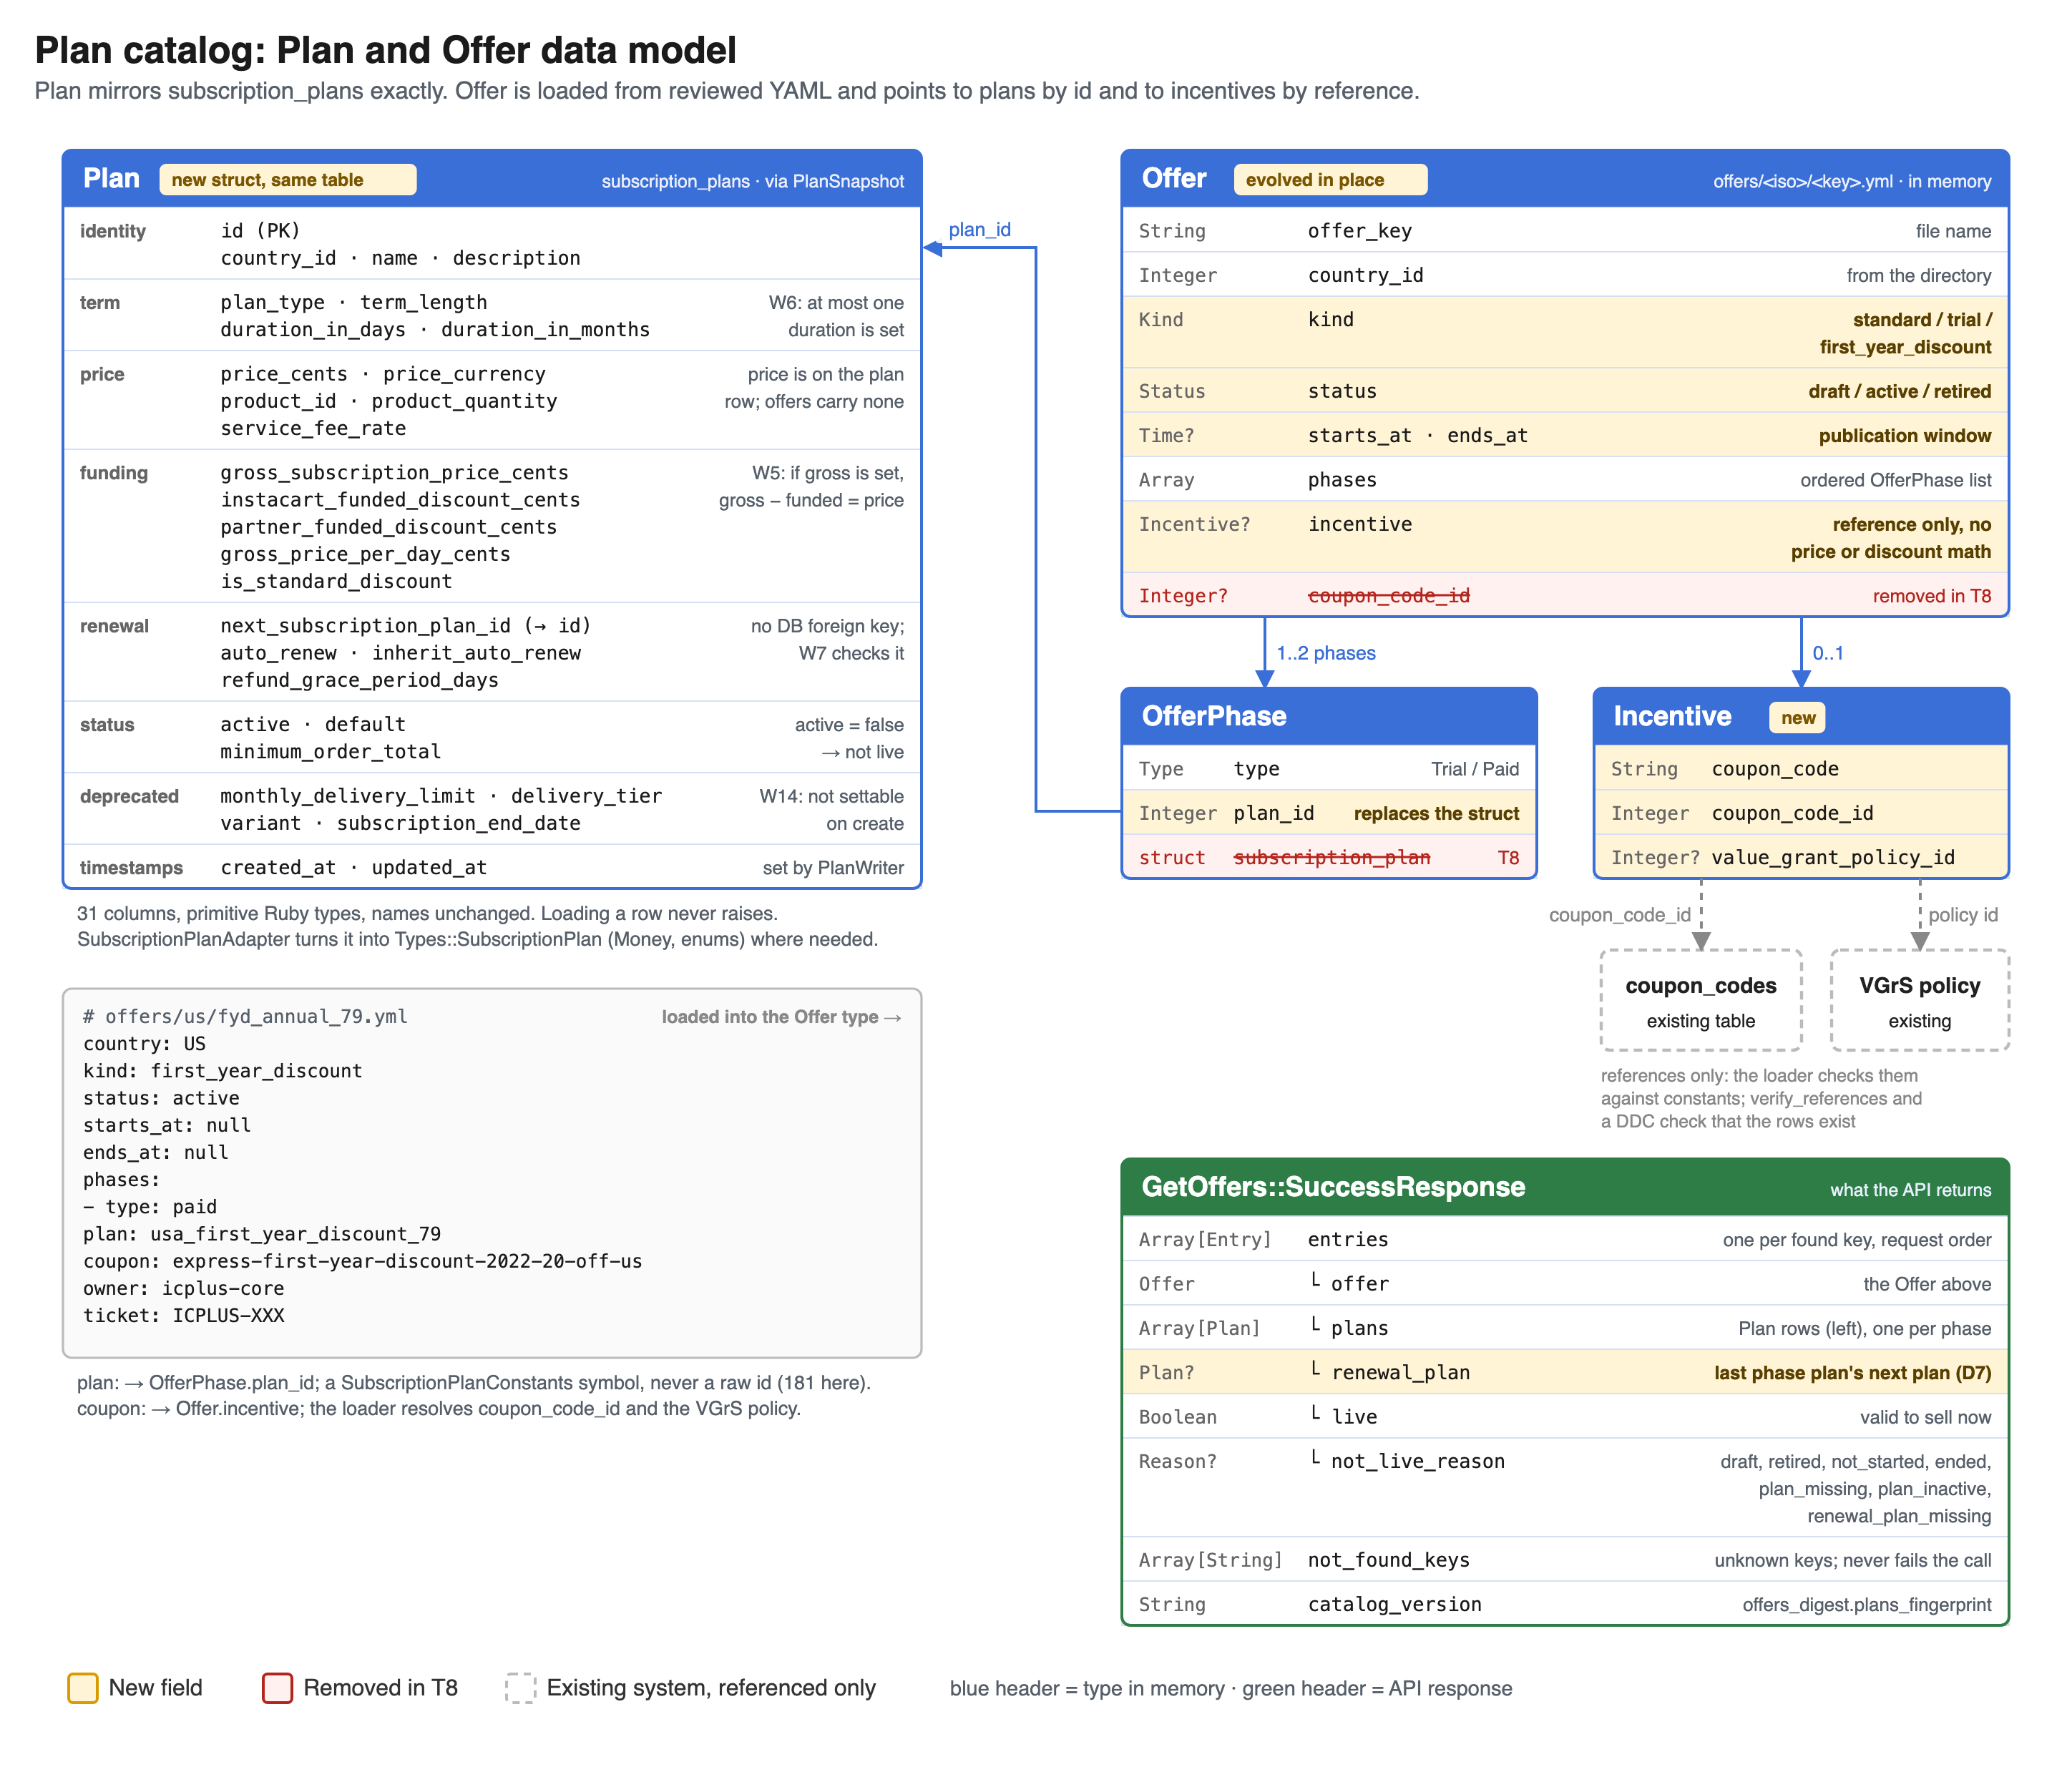 Plan catalog: Plan and Offer data model
Plan mirrors subscription_plans exactly. Offer is loaded from reviewed YAML and points to plans by id and to incentives by reference.
Plan new struct, same table subscription_plans · via PlanSnapshot
identity id (PK)
country_id · name · description
term plan_type · term_length W6: at most one
duration_in_days · duration_in_months duration is set
price price_cents · price_currency price is on the plan
product_id · product_quantity row; offers carry none
service_fee_rate
funding gross_subscription_price_cents W5: if gross is set,
instacart_funded_discount_cents gross − funded = price
partner_funded_discount_cents
gross_price_per_day_cents
is_standard_discount
renewal next_subscription_plan_id (→ id) no DB foreign key;
auto_renew · inherit_auto_renew W7 checks it
refund_grace_period_days
status active · default active = false
minimum_order_total → not live
deprecated monthly_delivery_limit · delivery_tier W14: not settable
variant · subscription_end_date on create
timestamps created_at · updated_at set by PlanWriter
31 columns, primitive Ruby types, names unchanged. Loading a row never raises.
SubscriptionPlanAdapter turns it into Types::SubscriptionPlan (Money, enums) where needed.
# offers/us/fyd_annual_79.yml loaded into the Offer type →
country: US
kind: first_year_discount
status: active
starts_at: null
ends_at: null
phases:
– type: paid
plan: usa_first_year_discount_79
coupon: express-first-year-discount-2022-20-off-us
owner: icplus-core
ticket: ICPLUS-XXX
plan: → OfferPhase.plan_id; a SubscriptionPlanConstants symbol, never a raw id (181 here).
coupon: → Offer.incentive; the loader resolves coupon_code_id and the VGrS policy.
plan_id
Offer evolved in place offers/<iso>/<key>.yml · in memory
String offer_key file name
Integer country_id from the directory
Kind kind standard / trial /
first_year_discount
Status status draft / active / retired
Time? starts_at · ends_at publication window
Array phases ordered OfferPhase list
Incentive? incentive reference only, no
price or discount math
Integer? coupon_code_id removed in T8
1..2 phases
0..1
OfferPhase
Type type Trial / Paid
Integer plan_id replaces the struct
struct subscription_plan T8
Incentive new
String coupon_code
Integer coupon_code_id
Integer? value_grant_policy_id
coupon_code_id
policy id
coupon_codes
existing table
VGrS policy
existing
references only: the loader checks them
against constants; verify_references and
a DDC check that the rows exist
GetOffers::SuccessResponse what the API returns
Array[Entry] entries one per found key, request order
Offer └ offer the Offer above
Array[Plan] └ plans Plan rows (left), one per phase
Plan? └ renewal_plan last phase plan's next plan (D7)
Boolean └ live valid to sell now
Reason? └ not_live_reason draft, retired, not_started, ended,
plan_missing, plan_inactive,
renewal_plan_missing
Array[String] not_found_keys unknown keys; never fails the call
String catalog_version offers_digest.plans_fingerprint
New field
Removed in T8
Existing system, referenced only
blue header = type in memory · green header = API response